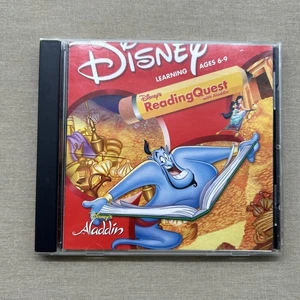 DISNEY
LEARNING AGES 6-9
Disney's
ReadingQuest
with Aladdin
Disney's
Aladdin